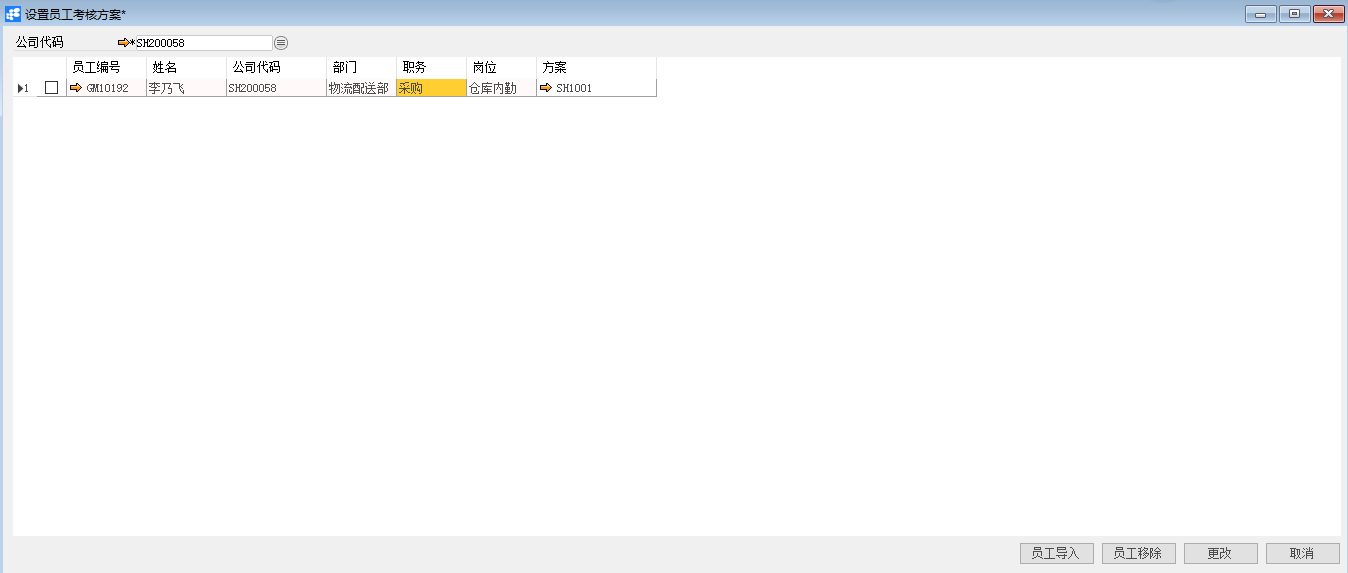 设置员工考核方案*
公司代码 *SH200058
员工编号 姓名 公司代码 部门 职务 岗位 方案
1 GM10192 李乃飞 SH200058 物流配送部 采购 仓库内勤 SH1001
员工导入 员工移除 更改 取消